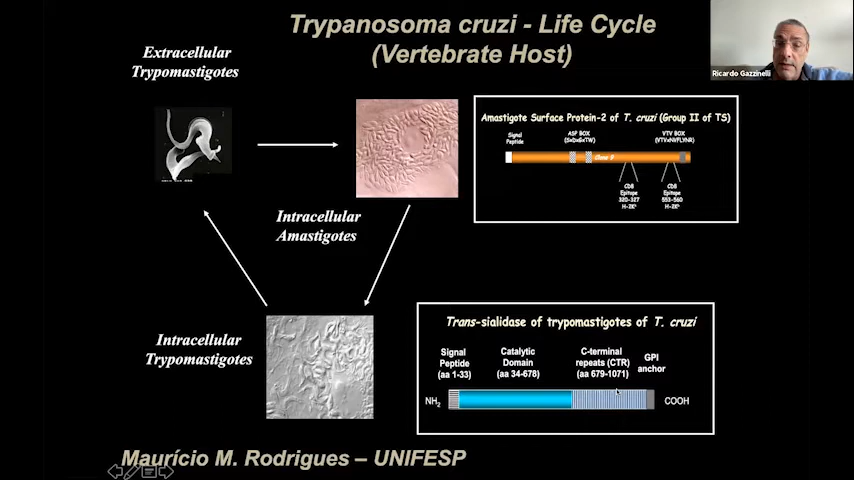 Trypanosoma cruzi - Life Cycle
(Vertebrate Host)
Ricardo Gazzinelli
Extracellular
Trypomastigotes
Amastigote Surface Protein-2 of T. cruzi (Group II of TS)
Signal
Peptide
ASP BOX
(SxDxGxTW)
VTV BOX
(VTVxNVFLYNR)
Clone 9
CD8
Epitope
320-327
H-2Kᵏ
CD8
Epitope
553-560
H-2Kᵇ
Intracellular
Amastigotes
Intracellular
Trypomastigotes
Trans-sialidase of trypomastigotes of T. cruzi
Signal
Peptide
(aa 1-33)
Catalytic
Domain
(aa 34-678)
C-terminal
repeats (CTR)
(aa 679-1071)
GPI
anchor
NH₂
COOH
Maurício M. Rodrigues – UNIFESP